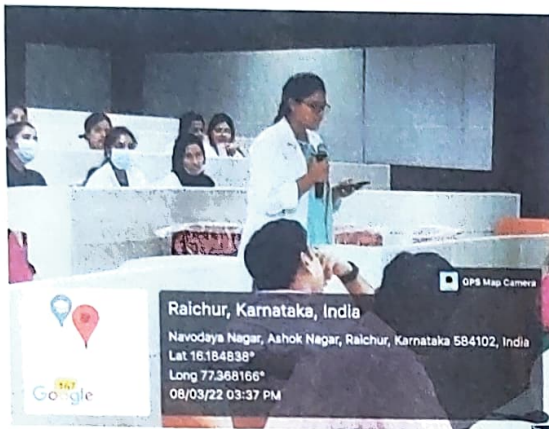 GPS Map Camera
Raichur, Karnataka, India
Navodaya Nagar, Ashok Nagar, Raichur, Karnataka 584102, India
Lat 16.184838°
Long 77.368166°
08/03/22 03:37 PM
Google